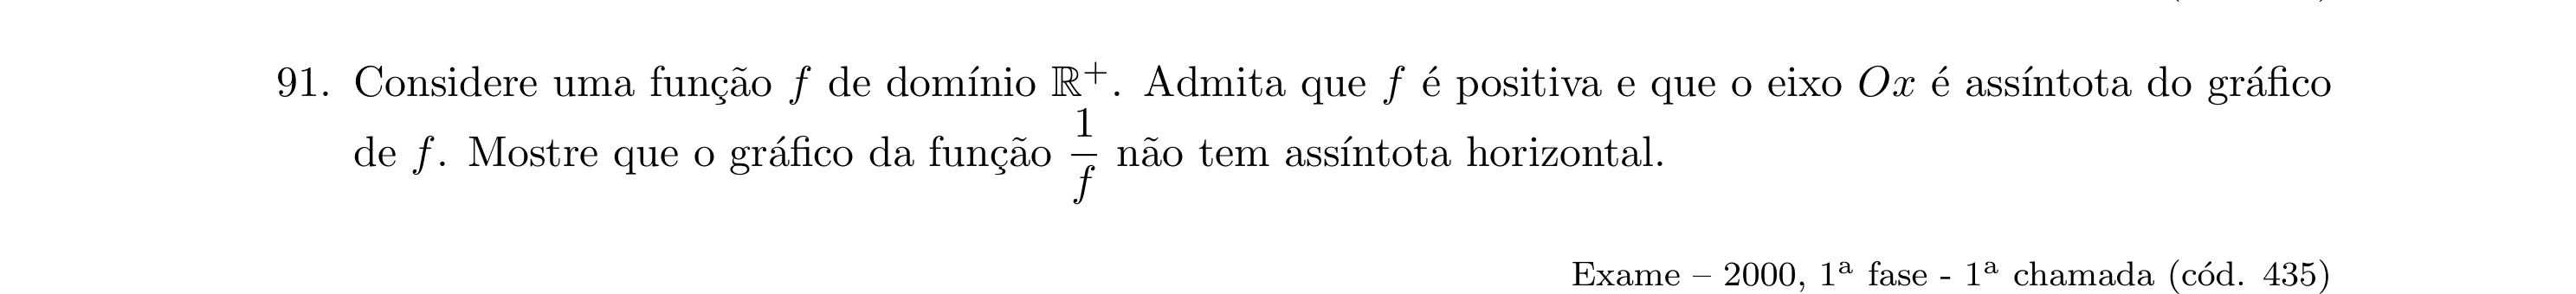 91. Considere uma função f de domínio ℝ⁺. Admita que f é positiva e que o eixo Ox é assíntota do gráfico
de f. Mostre que o gráfico da função 1/f não tem assíntota horizontal.
Exame – 2000, 1ª fase - 1ª chamada (cód. 435)